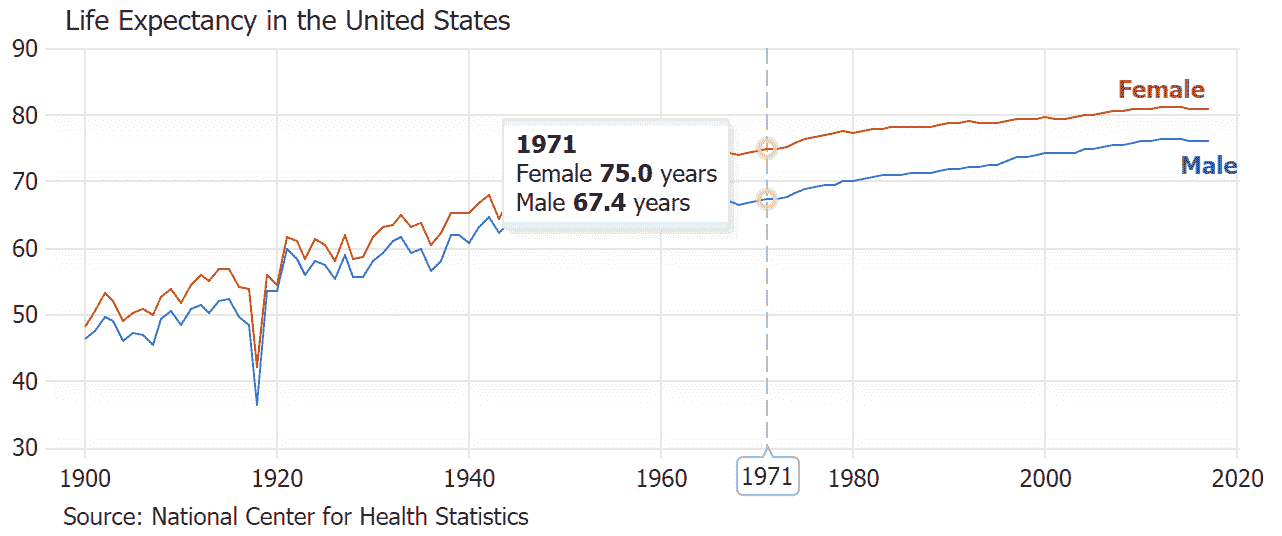 Life Expectancy in the United States
90
80
70
60
50
40
30
Female
Male
1971
Female 75.0 years
Male 67.4 years
1900 1920 1940 1960 1971 1980 2000 2020
Source: National Center for Health Statistics